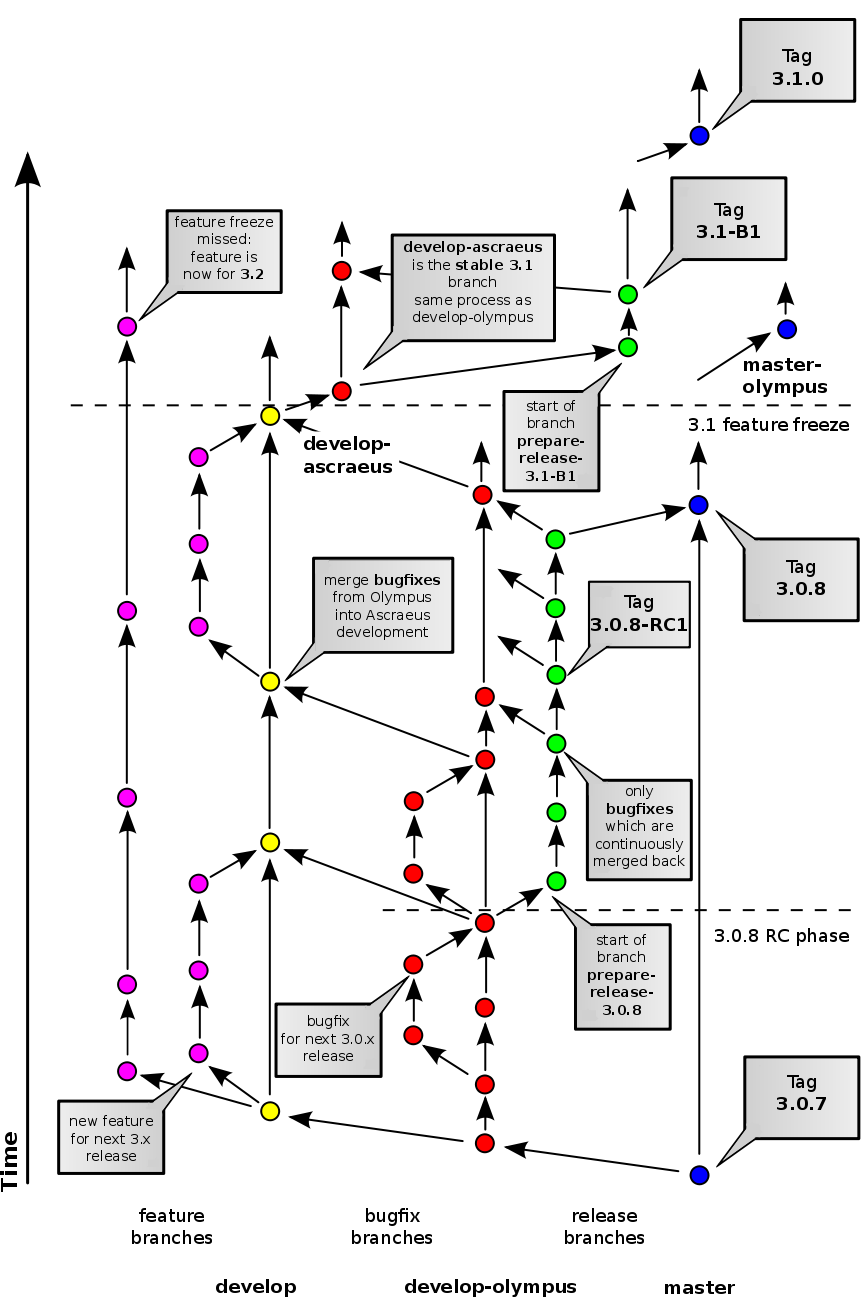 Tag
3.1.0
Tag
3.1-B1
feature freeze
missed:
feature is
now for 3.2
develop-ascraeus
is the stable 3.1
branch
same process as
develop-olympus
master-
olympus
start of
branch
prepare-
release-
3.1-B1
3.1 feature freeze
develop-
ascraeus
Tag
3.0.8
merge bugfixes
from Olympus
into Ascraeus
development
Tag
3.0.8-RC1
only
bugfixes
which are
continuously
merged back
3.0.8 RC phase
start of
branch
prepare-
release-
3.0.8
bugfix
for next 3.0.x
release
Tag
3.0.7
new feature
for next 3.x
release
Time
feature
branches
bugfix
branches
release
branches
develop
develop-olympus
master